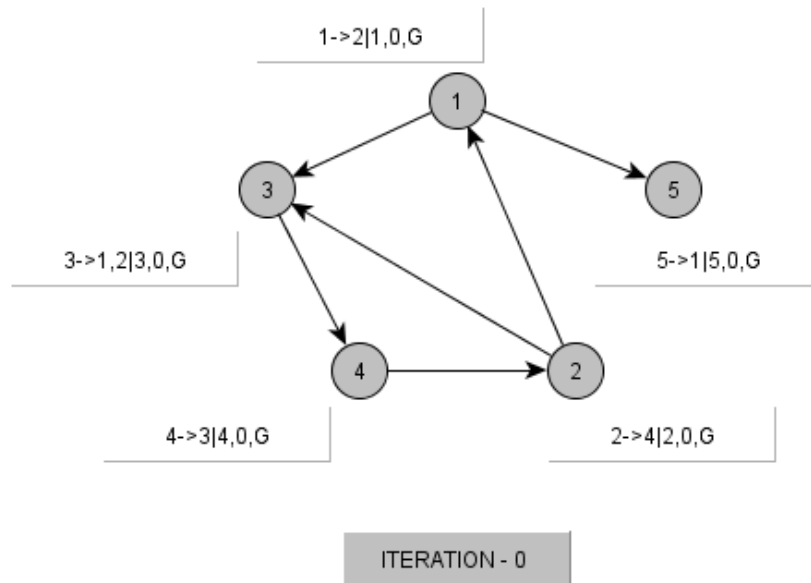 1->2|1,0,G
1
3
5
3->1,2|3,0,G
5->1|5,0,G
4
2
4->3|4,0,G
2->4|2,0,G
ITERATION - 0